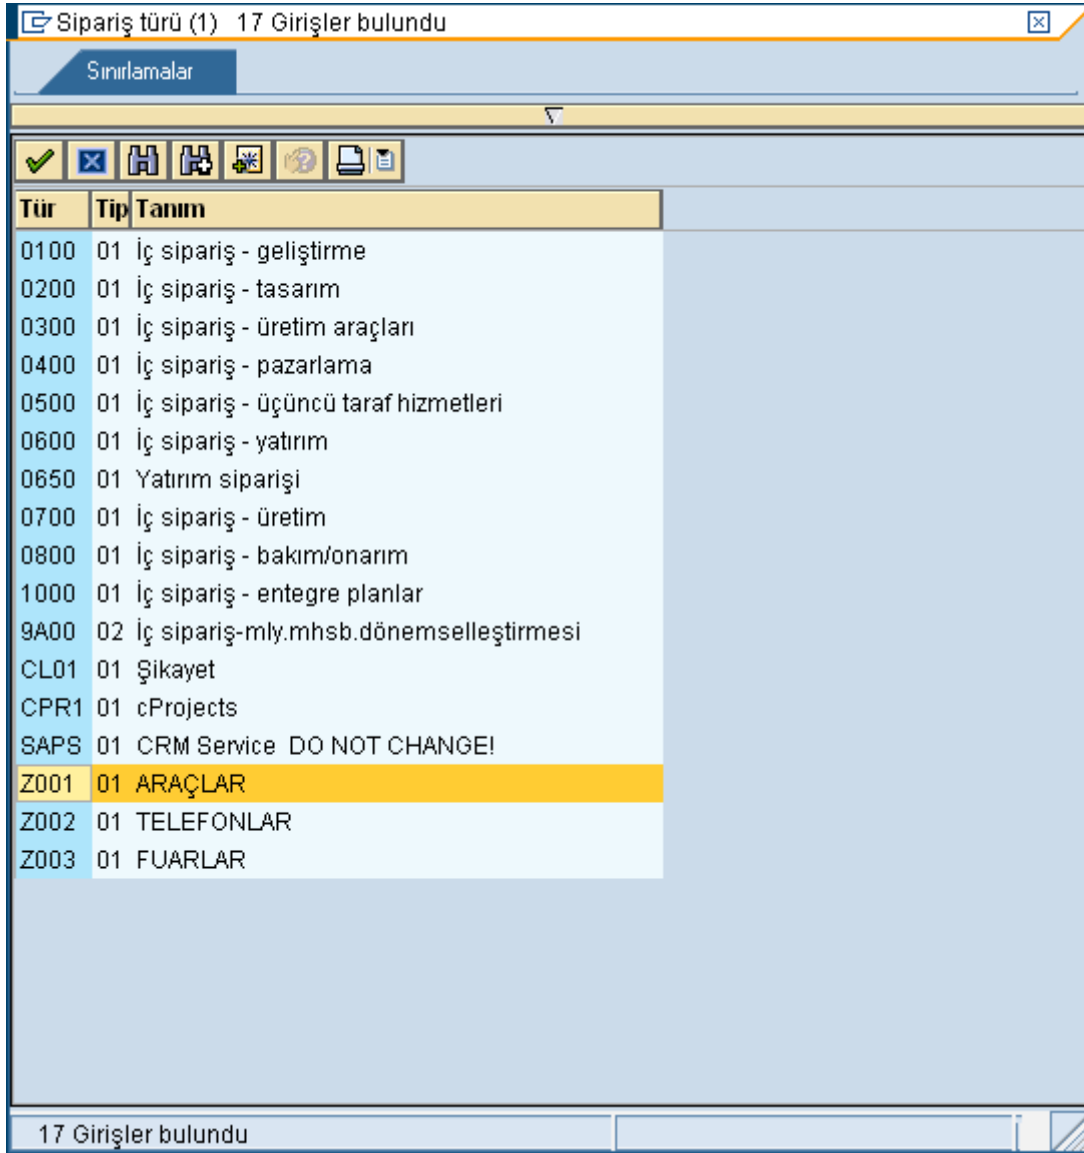 Sipariş türü (1) 17 Girişler bulundu
Sınırlamalar
Tür Tip Tanım
0100 01 İç sipariş - geliştirme
0200 01 İç sipariş - tasarım
0300 01 İç sipariş - üretim araçları
0400 01 İç sipariş - pazarlama
0500 01 İç sipariş - üçüncü taraf hizmetleri
0600 01 İç sipariş - yatırım
0650 01 Yatırım siparişi
0700 01 İç sipariş - üretim
0800 01 İç sipariş - bakım/onarım
1000 01 İç sipariş - entegre planlar
9A00 02 İç sipariş-mly.mhsb.dönemselleştirmesi
CL01 01 Şikayet
CPR1 01 cProjects
SAPS 01 CRM Service DO NOT CHANGE!
Z001 01 ARAÇLAR
Z002 01 TELEFONLAR
Z003 01 FUARLAR
17 Girişler bulundu